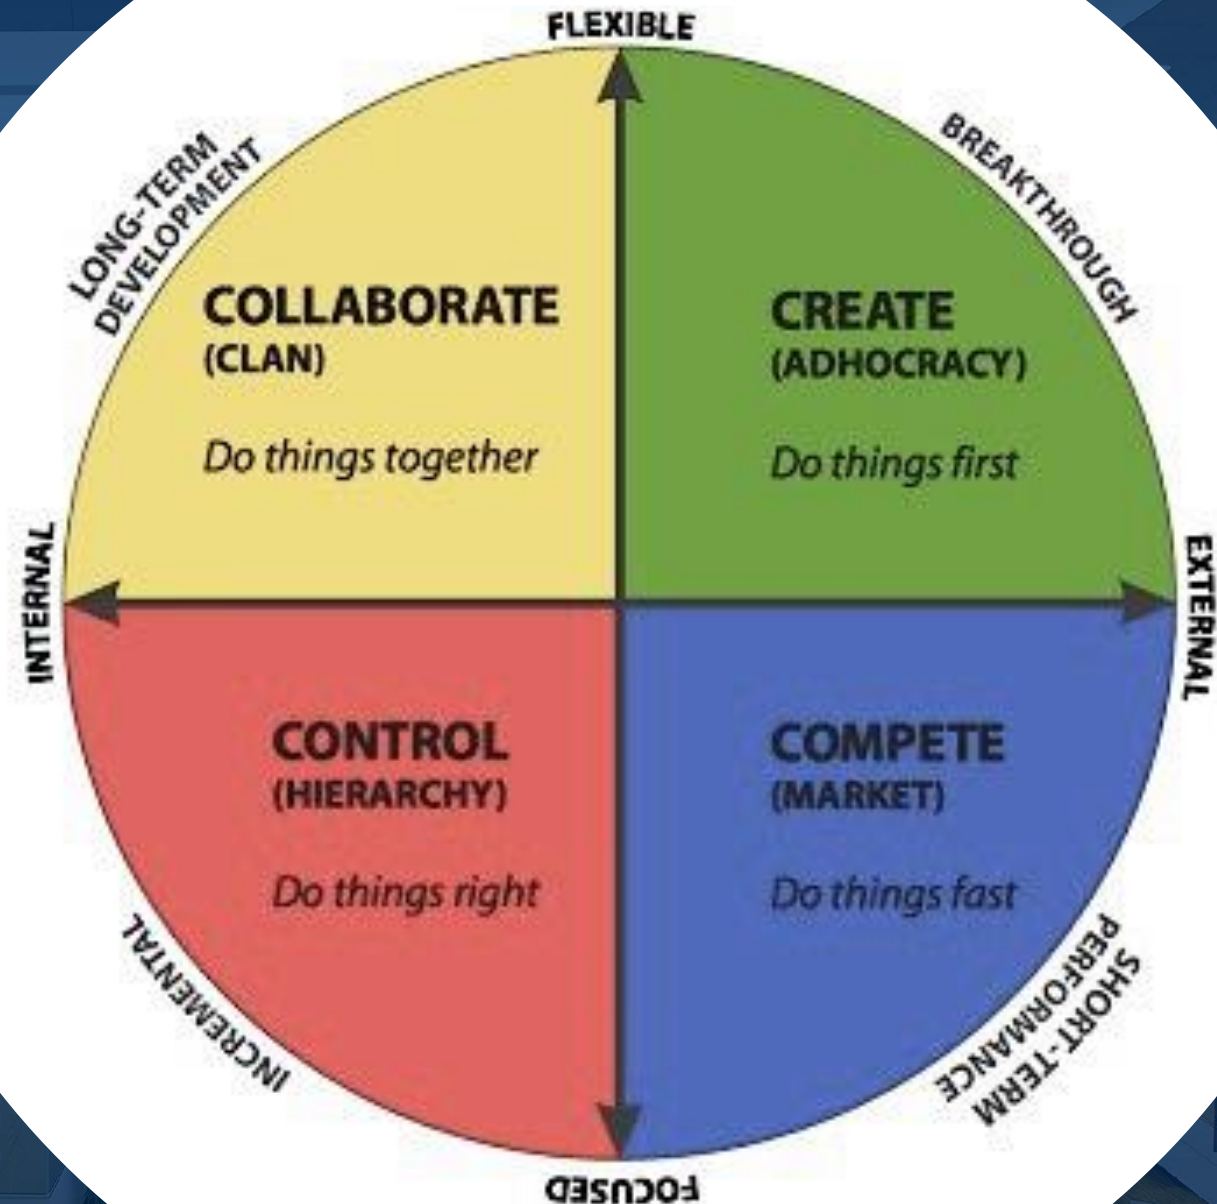 FLEXIBLE
LONG-TERM
DEVELOPMENT
BREAKTHROUGH
COLLABORATE
(CLAN)
Do things together
CREATE
(ADHOCRACY)
Do things first
INTERNAL
EXTERNAL
CONTROL
(HIERARCHY)
Do things right
COMPETE
(MARKET)
Do things fast
INCREMENTAL
SHORT-TERM
PERFORMANCE
FOCUSED